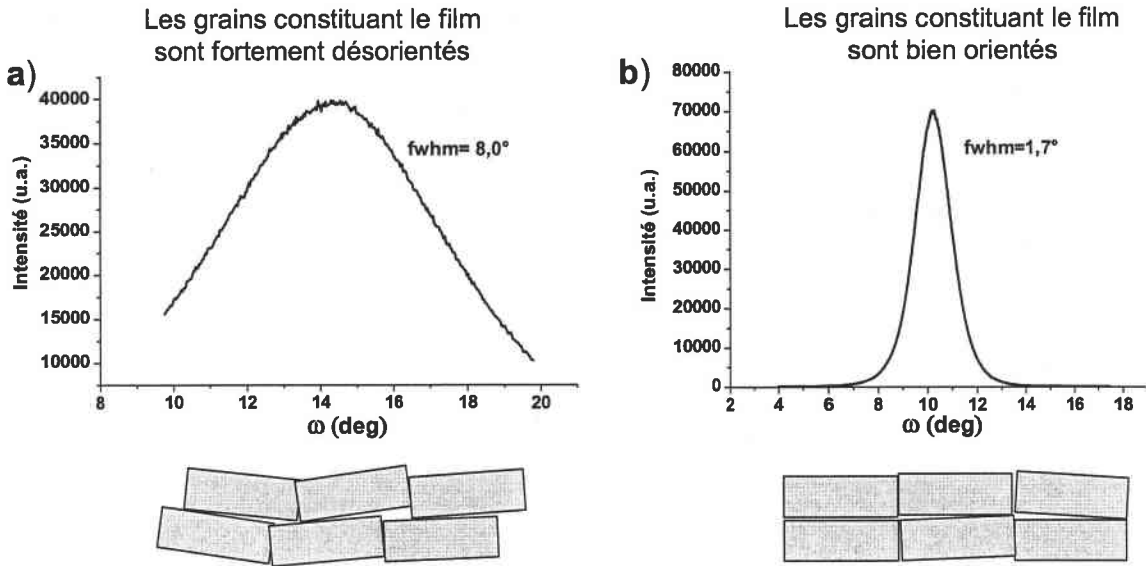 Les grains constituant le film
sont fortement désorientés
a)
40000
35000
30000
25000
20000
15000
10000
Intensité (u.a.)
fwhm= 8,0°
8 10 12 14 16 18 20
ω (deg)
Les grains constituant le film
sont bien orientés
b)
80000
70000
60000
50000
40000
30000
20000
10000
0
Intensité (u.a.)
fwhm=1,7°
2 4 6 8 10 12 14 16 18
ω (deg)